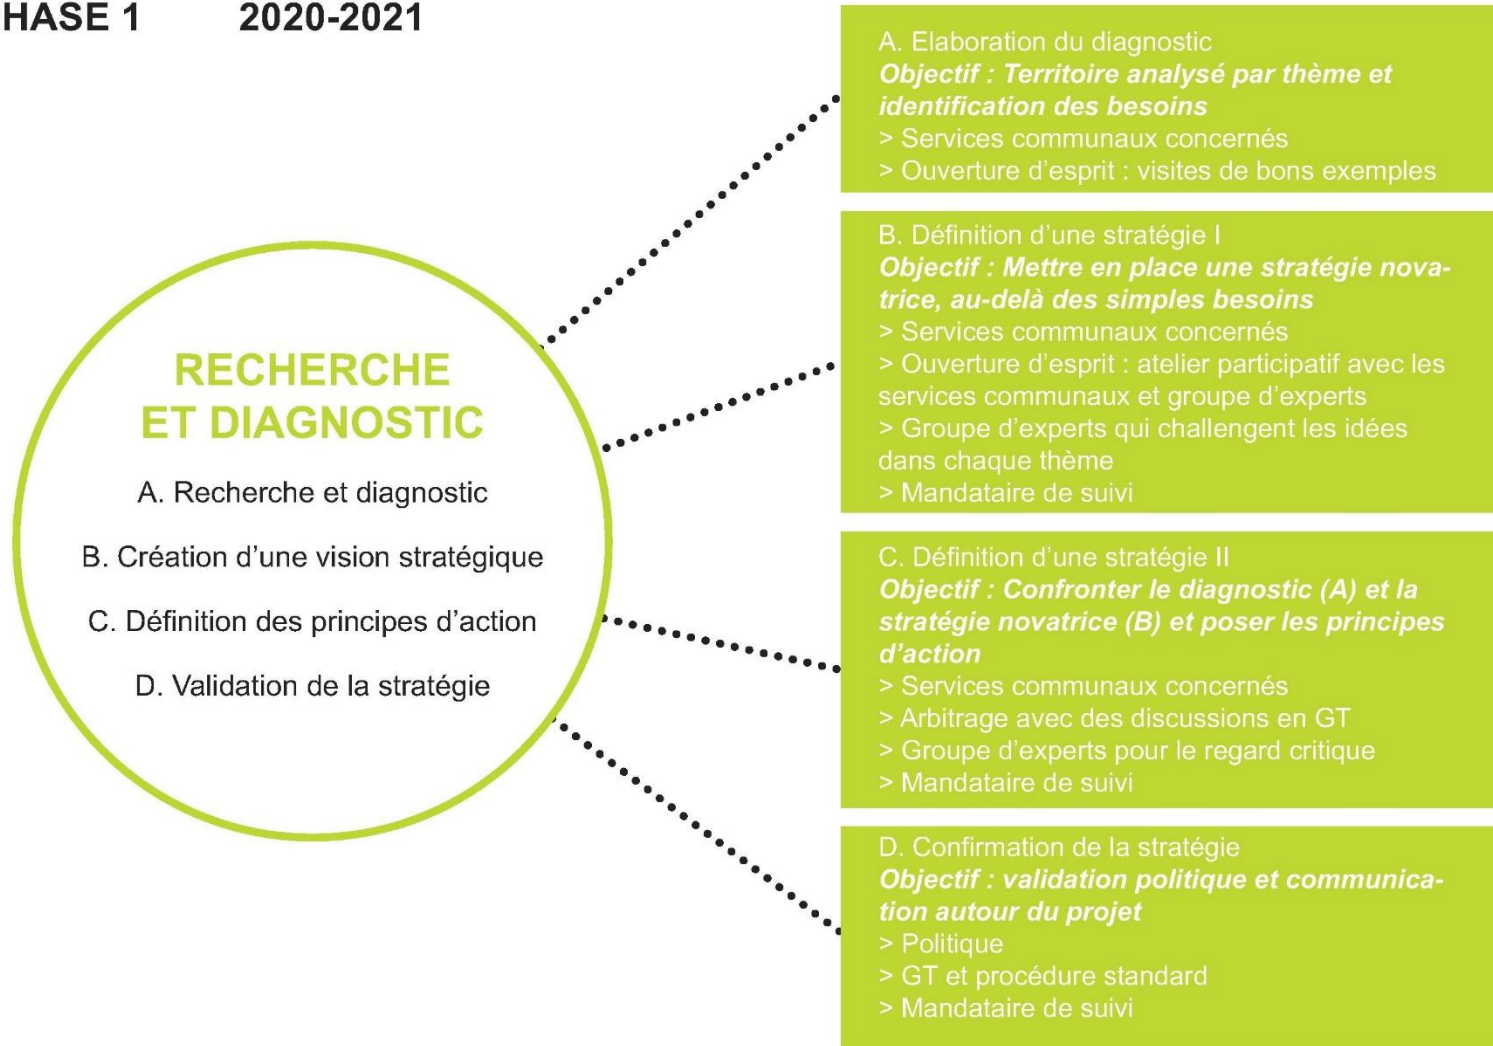 HASE 1 2020-2021
RECHERCHE
ET DIAGNOSTIC
A. Recherche et diagnostic
B. Création d'une vision stratégique
C. Définition des principes d'action
D. Validation de la stratégie
A. Elaboration du diagnostic
Objectif : Territoire analysé par thème et
identification des besoins
> Services communaux concernés
> Ouverture d'esprit : visites de bons exemples
B. Définition d'une stratégie I
Objectif : Mettre en place une stratégie nova-
trice, au-delà des simples besoins
> Services communaux concernés
> Ouverture d'esprit : atelier participatif avec les
services communaux et groupe d'experts
> Groupe d'experts qui challengent les idées
dans chaque thème
> Mandataire de suivi
C. Définition d'une stratégie II
Objectif : Confronter le diagnostic (A) et la
stratégie novatrice (B) et poser les principes
d'action
> Services communaux concernés
> Arbitrage avec des discussions en GT
> Groupe d'experts pour le regard critique
> Mandataire de suivi
D. Confirmation de la stratégie
Objectif : validation politique et communica-
tion autour du projet
> Politique
> GT et procédure standard
> Mandataire de suivi